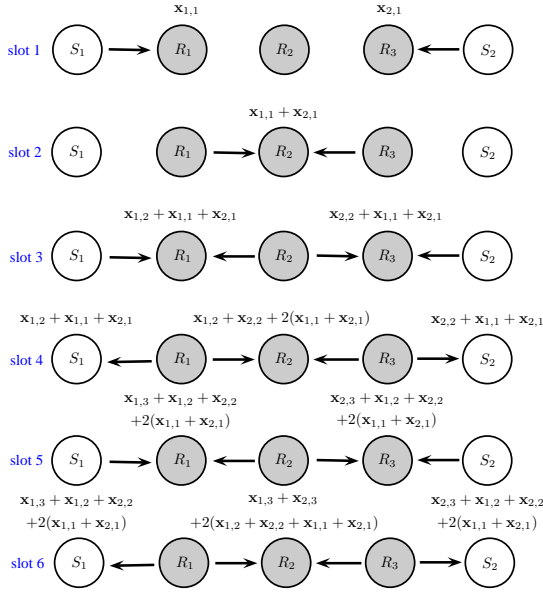 x1,1 x2,1
slot 1 S1 R1 R2 R3 S2
x1,1 + x2,1
slot 2 S1 R1 R2 R3 S2
x1,2 + x1,1 + x2,1 x2,2 + x1,1 + x2,1
slot 3 S1 R1 R2 R3 S2
x1,2 + x1,1 + x2,1 x1,2 + x2,2 + 2(x1,1 + x2,1) x2,2 + x1,1 + x2,1
slot 4 S1 R1 R2 R3 S2
x1,3 + x1,2 + x2,2 x2,3 + x1,2 + x2,2
+2(x1,1 + x2,1) +2(x1,1 + x2,1)
slot 5 S1 R1 R2 R3 S2
x1,3 + x1,2 + x2,2 x1,3 + x2,3 x2,3 + x1,2 + x2,2
+2(x1,1 + x2,1) +2(x1,2 + x2,2 + x1,1 + x2,1) +2(x1,1 + x2,1)
slot 6 S1 R1 R2 R3 S2